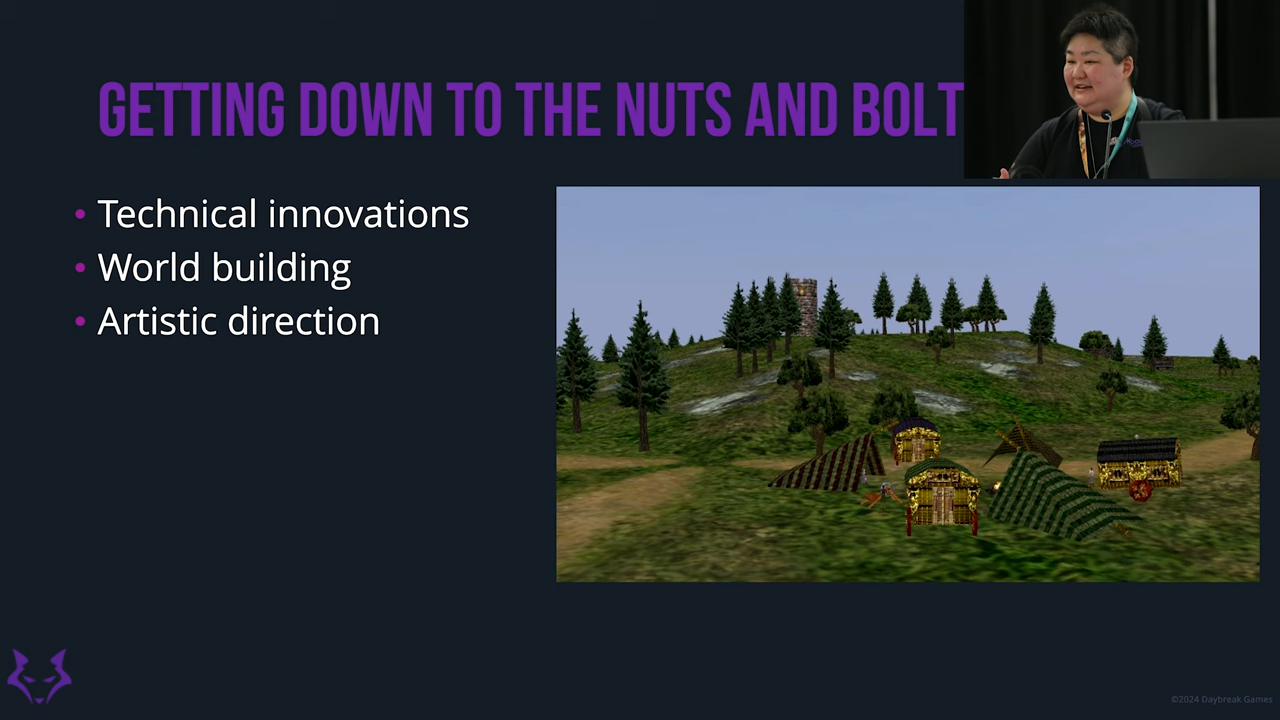 GETTING DOWN TO THE NUTS AND BOLT
Technical innovations
World building
Artistic direction
©2024 Daybreak Games